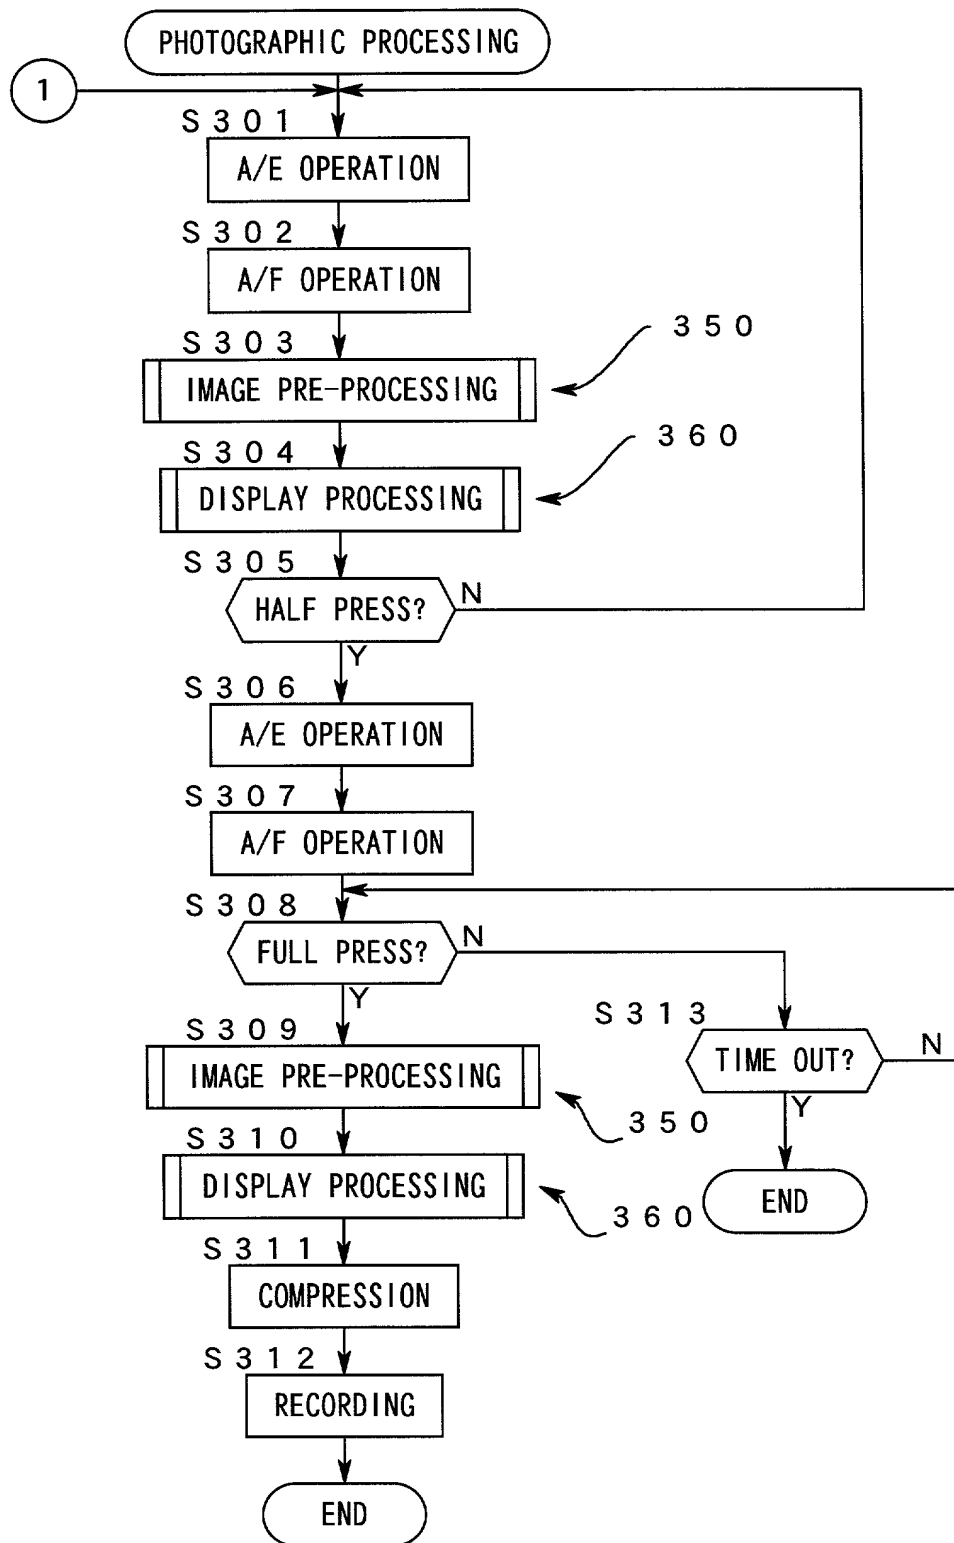 PHOTOGRAPHIC PROCESSING
1
S301
A/E OPERATION
S302
A/F OPERATION
S303
350
IMAGE PRE-PROCESSING
S304
360
DISPLAY PROCESSING
S305
HALF PRESS?
N
Y
S306
A/E OPERATION
S307
A/F OPERATION
S308
FULL PRESS?
N
Y
S313
TIME OUT?
N
Y
END
S309
IMAGE PRE-PROCESSING
350
S310
DISPLAY PROCESSING
360
S311
COMPRESSION
S312
RECORDING
END